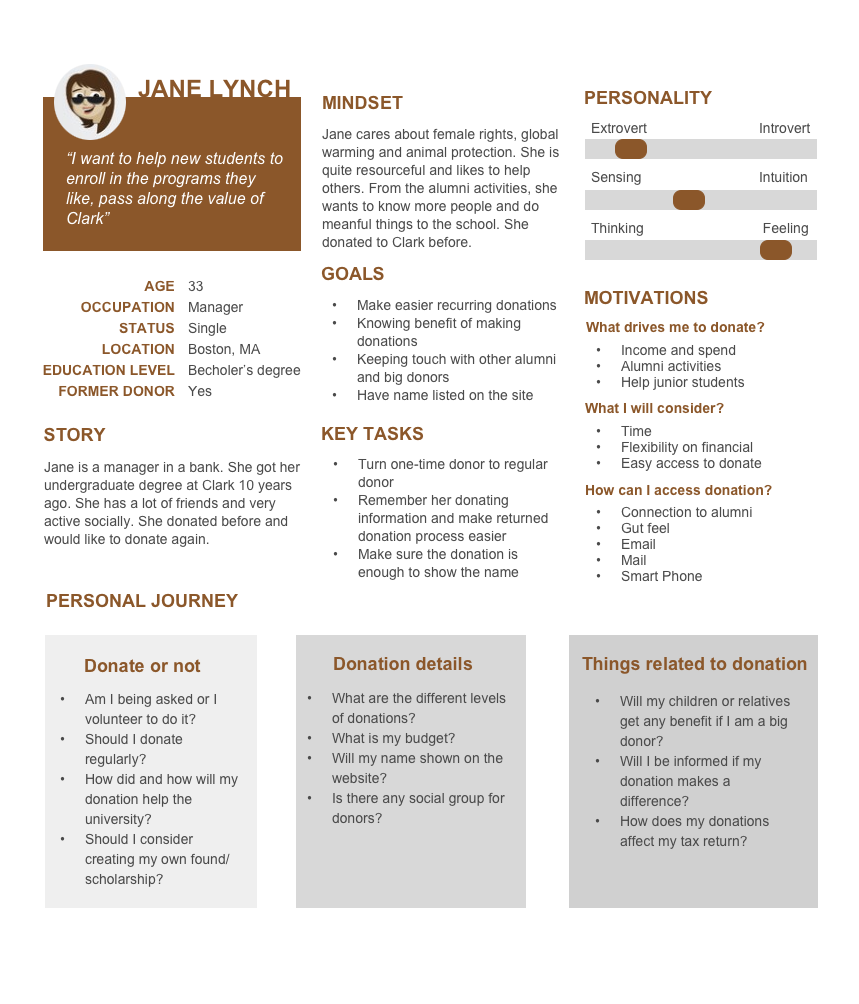 JANE LYNCH
“I want to help new students to
enroll in the programs they
like, pass along the value of
Clark”
AGE 33
OCCUPATION Manager
STATUS Single
LOCATION Boston, MA
EDUCATION LEVEL Becholer’s degree
FORMER DONOR Yes
STORY
Jane is a manager in a bank. She got her
undergraduate degree at Clark 10 years
ago. She has a lot of friends and very
active socially. She donated before and
would like to donate again.
MINDSET
Jane cares about female rights, global
warming and animal protection. She is
quite resourceful and likes to help
others. From the alumni activities, she
wants to know more people and do
meanful things to the school. She
donated to Clark before.
GOALS
• Make easier recurring donations
• Knowing benefit of making
donations
• Keeping touch with other alumni
and big donors
• Have name listed on the site
KEY TASKS
• Turn one-time donor to regular
donor
• Remember her donating
information and make returned
donation process easier
• Make sure the donation is
enough to show the name
PERSONALITY
Extrovert Introvert
Sensing Intuition
Thinking Feeling
MOTIVATIONS
What drives me to donate?
• Income and spend
• Alumni activities
• Help junior students
What I will consider?
• Time
• Flexibility on financial
• Easy access to donate
How can I access donation?
• Connection to alumni
• Gut feel
• Email
• Mail
• Smart Phone
PERSONAL JOURNEY
Donate or not
• Am I being asked or I
volunteer to do it?
• Should I donate
regularly?
• How did and how will my
donation help the
university?
• Should I consider
creating my own found/
scholarship?
Donation details
• What are the different levels
of donations?
• What is my budget?
• Will my name shown on the
website?
• Is there any social group for
donors?
Things related to donation
• Will my children or relatives
get any benefit if I am a big
donor?
• Will I be informed if my
donation makes a
difference?
• How does my donations
affect my tax return?